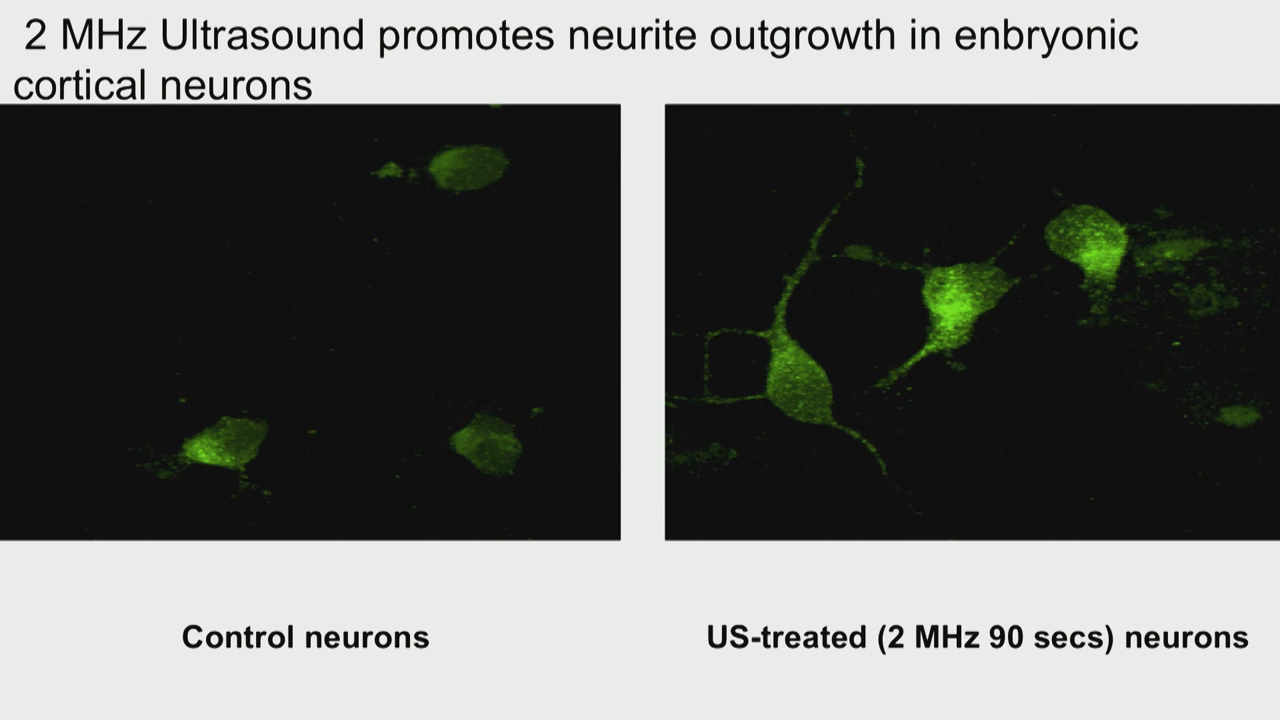 2 MHz Ultrasound promotes neurite outgrowth in enbryonic
cortical neurons
Control neurons
US-treated (2 MHz 90 secs) neurons